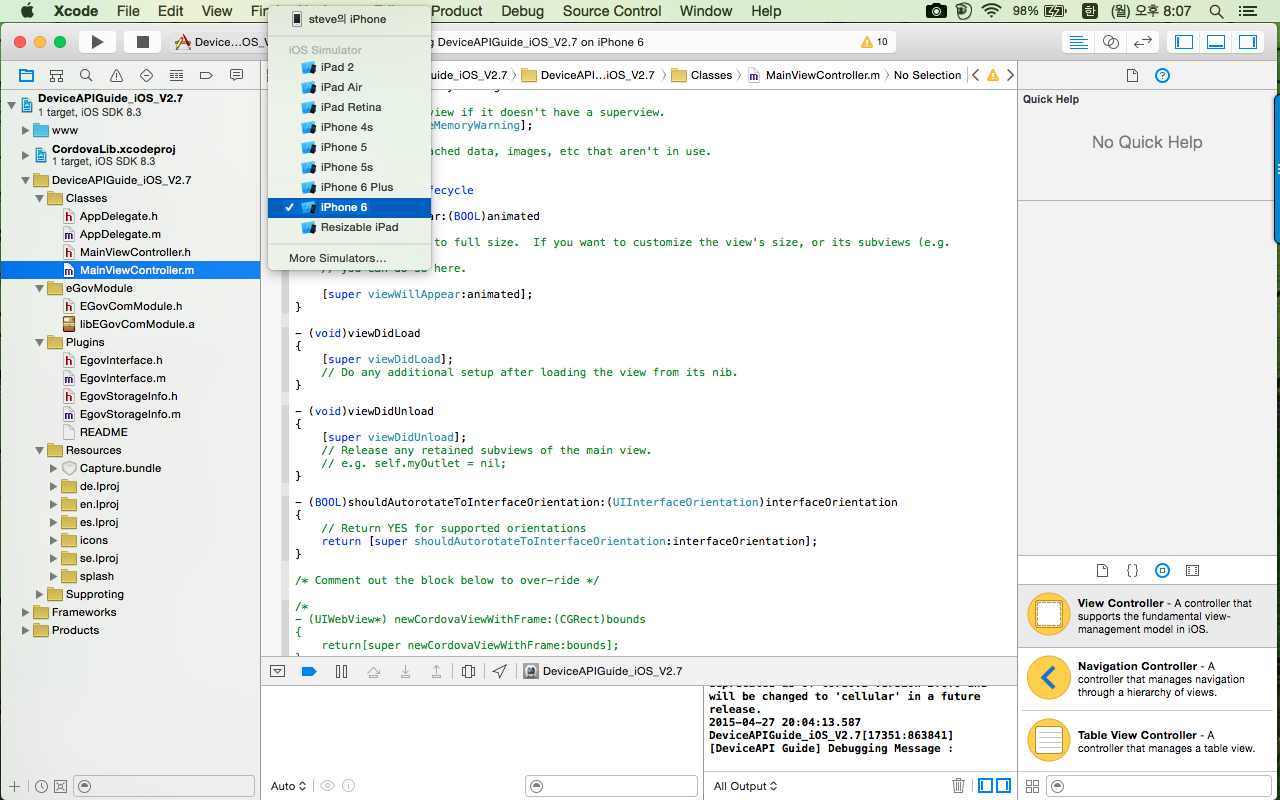 Xcode File Edit View Product Debug Source Control Window Help 98% 한 (월) 오후 8:07
steve의 iPhone
iOS Simulator
iPad 2
iPad Air
iPad Retina
iPhone 4s
iPhone 5
iPhone 5s
iPhone 6 Plus
iPhone 6
Resizable iPad
More Simulators...
DeviceAPIGuide_iOS_V2.7 on iPhone 6
10
DeviceAPI...iOS_V2.7 Classes MainViewController.m No Selection
DeviceAPIGuide_iOS_V2.7
1 target, iOS SDK 8.3
www
CordovaLib.xcodeproj
1 target, iOS SDK 8.3
DeviceAPIGuide_iOS_V2.7
Classes
AppDelegate.h
AppDelegate.m
MainViewController.h
MainViewController.m
eGovModule
EGovComModule.h
libEGovComModule.a
Plugins
EgovInterface.h
EgovInterface.m
EgovStorageInfo.h
EgovStorageInfo.m
README
Resources
Capture.bundle
de.lproj
en.lproj
es.lproj
icons
se.lproj
splash
Supproting
Frameworks
Products
view if it doesn't have a superview.
eMemoryWarning];
ached data, images, etc that aren't in use.
fecycle
ar:(BOOL)animated
to full size.  If you want to customize the view's size, or its subviews (e.g.
// you can do so here.
[super viewWillAppear:animated];
}
- (void)viewDidLoad
{
[super viewDidLoad];
// Do any additional setup after loading the view from its nib.
}
- (void)viewDidUnload
{
[super viewDidUnload];
// Release any retained subviews of the main view.
// e.g. self.myOutlet = nil;
}
- (BOOL)shouldAutorotateToInterfaceOrientation:(UIInterfaceOrientation)interfaceOrientation
{
// Return YES for supported orientations
return [super shouldAutorotateToInterfaceOrientation:interfaceOrientation];
}
/* Comment out the block below to over-ride */
/*
- (UIWebView*) newCordovaViewWithFrame:(CGRect)bounds
{
return[super newCordovaViewWithFrame:bounds];
DeviceAPIGuide_iOS_V2.7
will be changed to 'cellular' in a future
release.
2015-04-27 20:04:13.587
DeviceAPIGuide_iOS_V2.7[17351:863841]
[DeviceAPI Guide] Debugging Message :
Auto
All Output
Quick Help
No Quick Help
{ }
View Controller - A controller that
supports the fundamental view-
management model in iOS.
Navigation Controller - A
controller that manages navigation
through a hierarchy of views.
Table View Controller - A
controller that manages a table view.